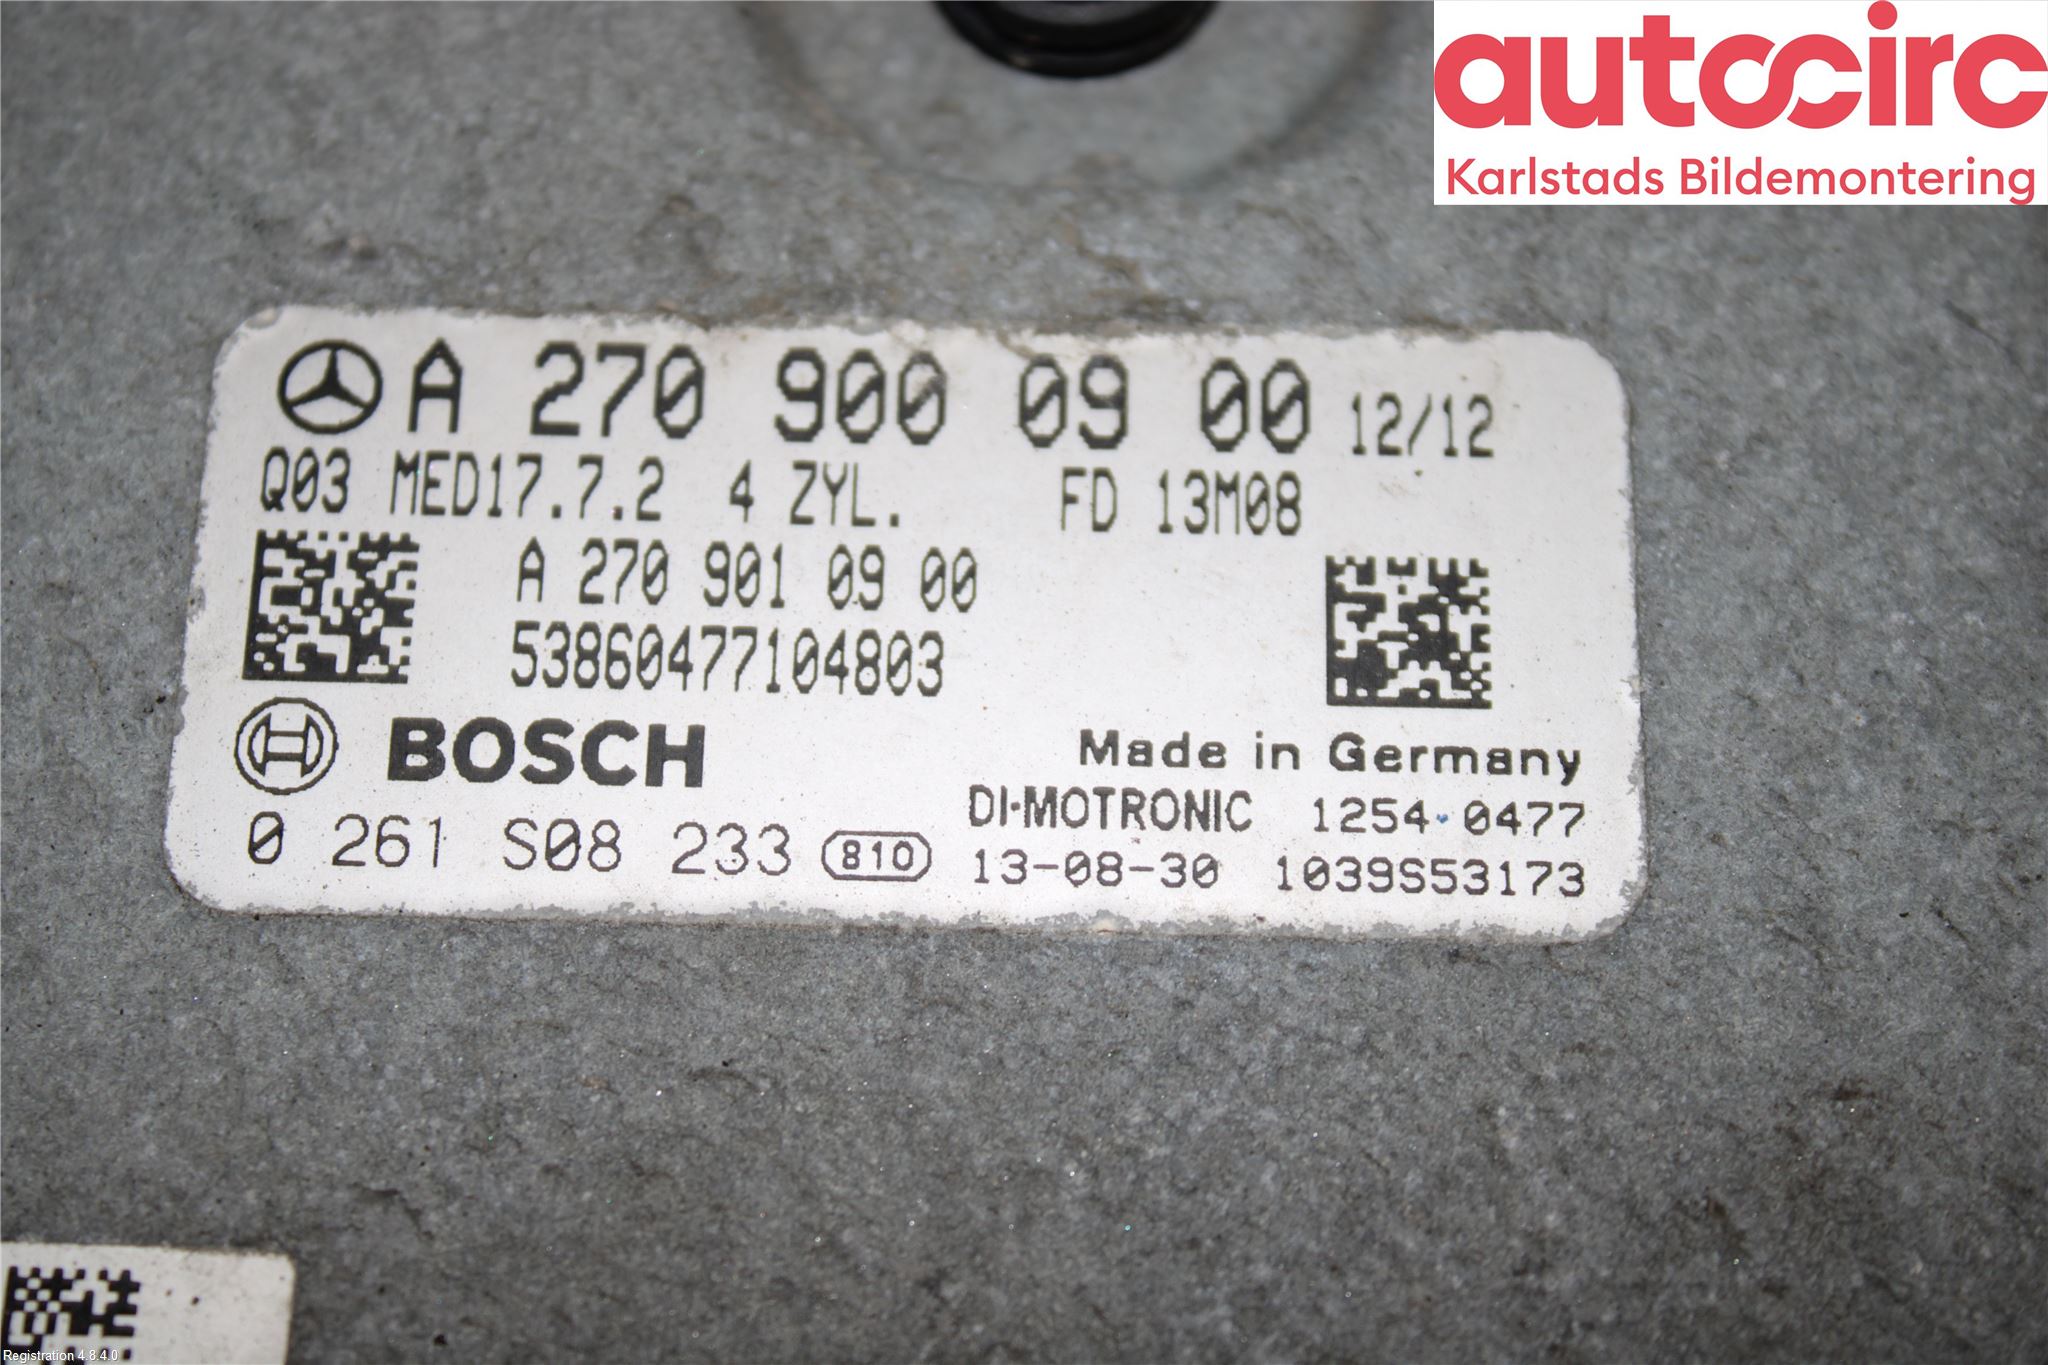 autocirc
Karlstads Bildemontering
A 270 900 09 00 12/12
Q03 MED17.7.2 4 ZYL. FD 13M08
A 270 901 09 00
53860477104803
BOSCH
Made in Germany
DI·MOTRONIC 1254 0477
0 261 S08 233 810 13-08-30 1039S53173
Registration 4.8.4.0